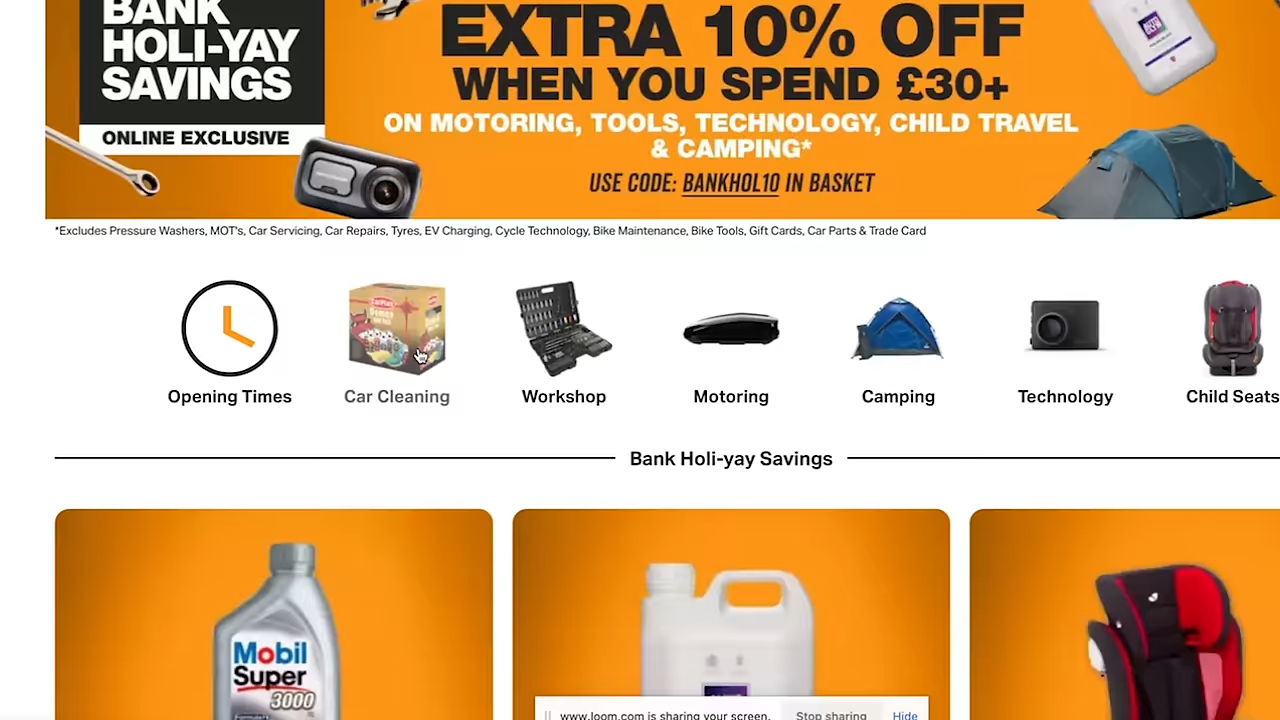 BANK
HOLI-YAY
SAVINGS
ONLINE EXCLUSIVE
EXTRA 10% OFF
WHEN YOU SPEND £30+
ON MOTORING, TOOLS, TECHNOLOGY, CHILD TRAVEL
& CAMPING*
USE CODE: BANKHOL10 IN BASKET
*Excludes Pressure Washers, MOT's, Car Servicing, Car Repairs, Tyres, EV Charging, Cycle Technology, Bike Maintenance, Bike Tools, Gift Cards, Car Parts & Trade Card
Opening Times
Car Cleaning
Workshop
Motoring
Camping
Technology
Child Seats
Bank Holi-yay Savings
Mobil
Super
3000
www.loom.com is sharing your screen.
Stop sharing
Hide